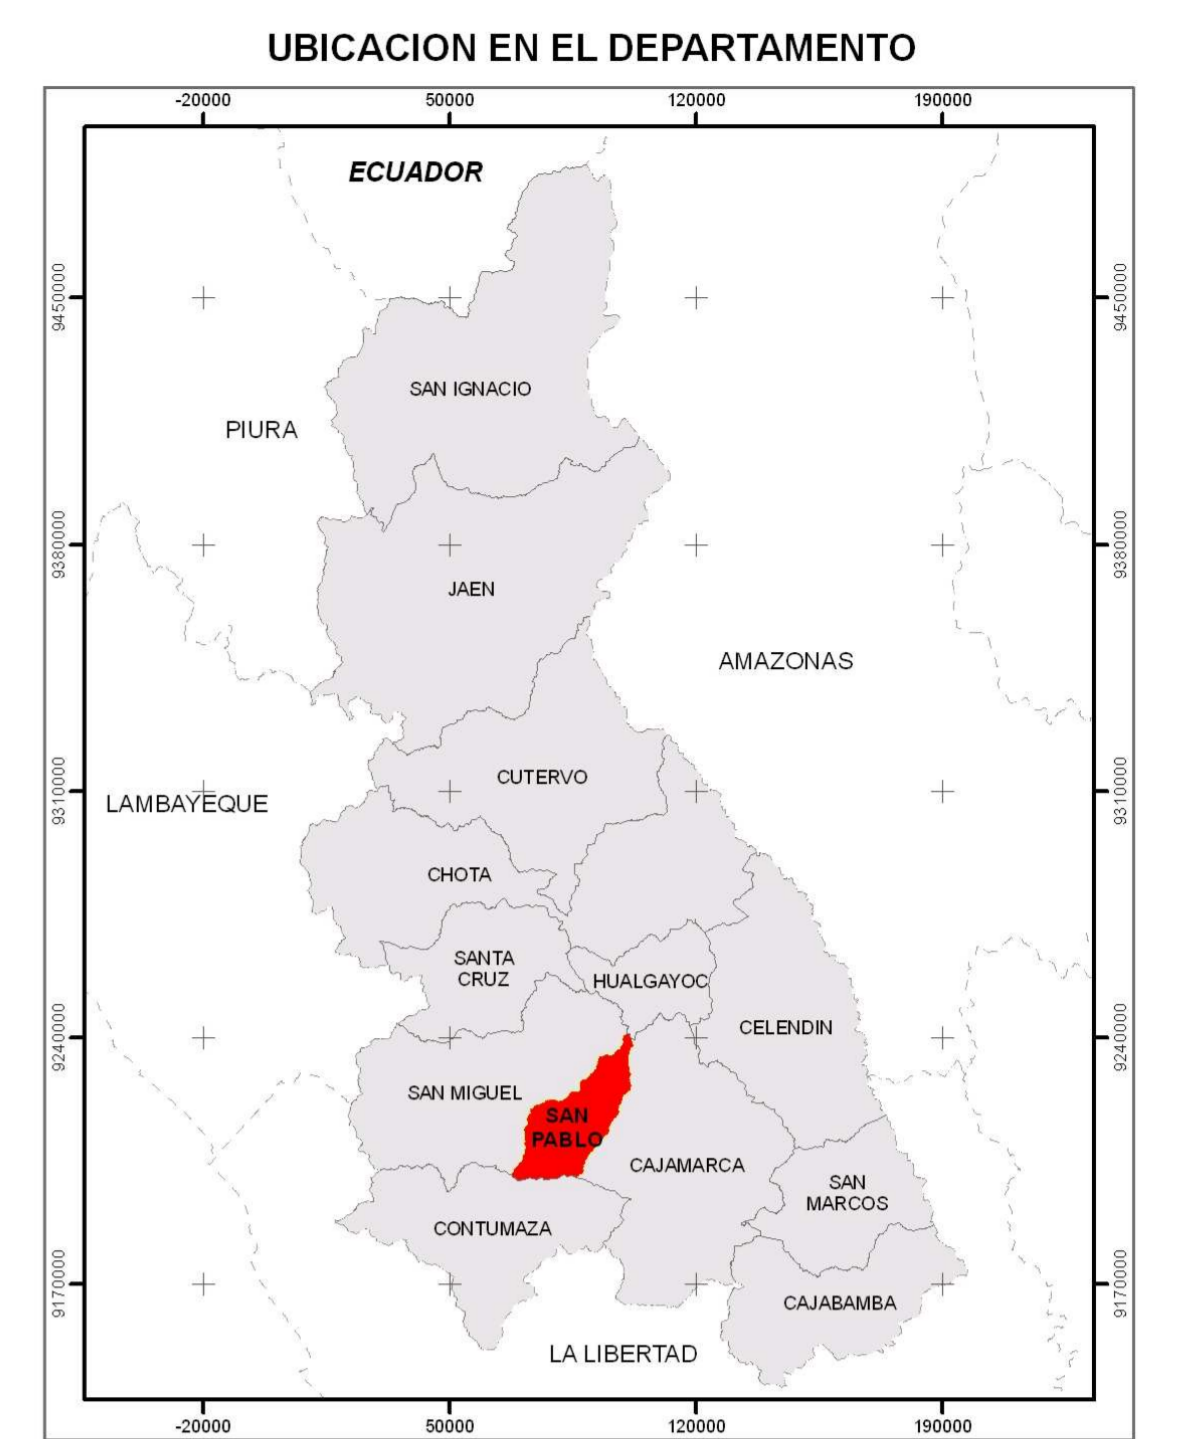 UBICACION EN EL DEPARTAMENTO
-20000 50000 120000 190000
ECUADOR
9450000 9450000
SAN IGNACIO
PIURA
9380000 9380000
JAEN
AMAZONAS
CUTERVO
9310000 9310000
LAMBAYEQUE
CHOTA
SANTA
CRUZ
HUALGAYOC
CELENDIN
9240000 9240000
SAN MIGUEL
SAN
PABLO
CAJAMARCA
SAN
MARCOS
CONTUMAZA
9170000 9170000
CAJABAMBA
LA LIBERTAD
-20000 50000 120000 190000